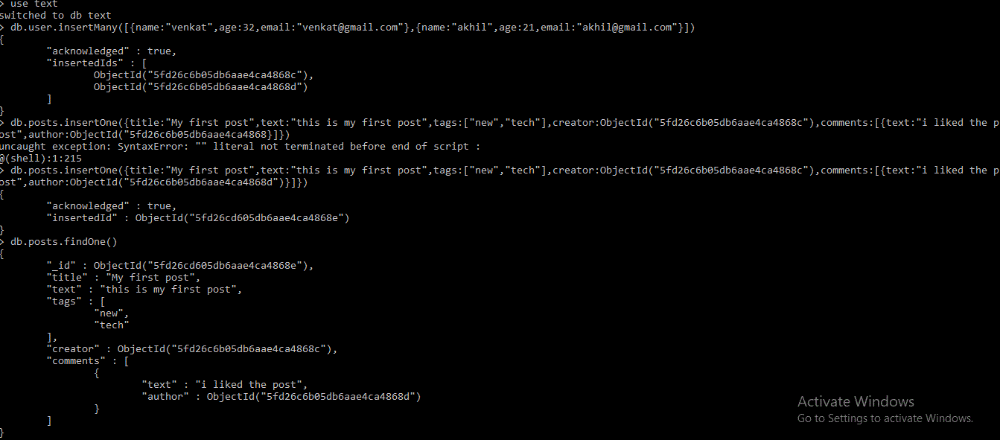 > use text
switched to db text
> db.user.insertMany([{name:"venkat",age:32,email:"venkat@gmail.com"},{name:"akhil",age:21,email:"akhil@gmail.com"}])
{
        "acknowledged" : true,
        "insertedIds" : [
                ObjectId("5fd26c6b05db6aae4ca4868c"),
                ObjectId("5fd26c6b05db6aae4ca4868d")
        ]
}
> db.posts.insertOne({title:"My first post",text:"this is my first post",tags:["new","tech"],creator:ObjectId("5fd26c6b05db6aae4ca4868c"),comments:[{text:"i liked the p
ost",author:ObjectId("5fd26c6b05db6aae4ca4868}]})
uncaught exception: SyntaxError: "" literal not terminated before end of script :
@(shell):1:215
> db.posts.insertOne({title:"My first post",text:"this is my first post",tags:["new","tech"],creator:ObjectId("5fd26c6b05db6aae4ca4868c"),comments:[{text:"i liked the p
ost",author:ObjectId("5fd26c6b05db6aae4ca4868d")}]})
{
        "acknowledged" : true,
        "insertedId" : ObjectId("5fd26cd605db6aae4ca4868e")
}
> db.posts.findOne()
{
        "_id" : ObjectId("5fd26cd605db6aae4ca4868e"),
        "title" : "My first post",
        "text" : "this is my first post",
        "tags" : [
                "new",
                "tech"
        ],
        "creator" : ObjectId("5fd26c6b05db6aae4ca4868c"),
        "comments" : [
                {
                        "text" : "i liked the post",
                        "author" : ObjectId("5fd26c6b05db6aae4ca4868d")
                }
        ]
}
Activate Windows
Go to Settings to activate Windows.